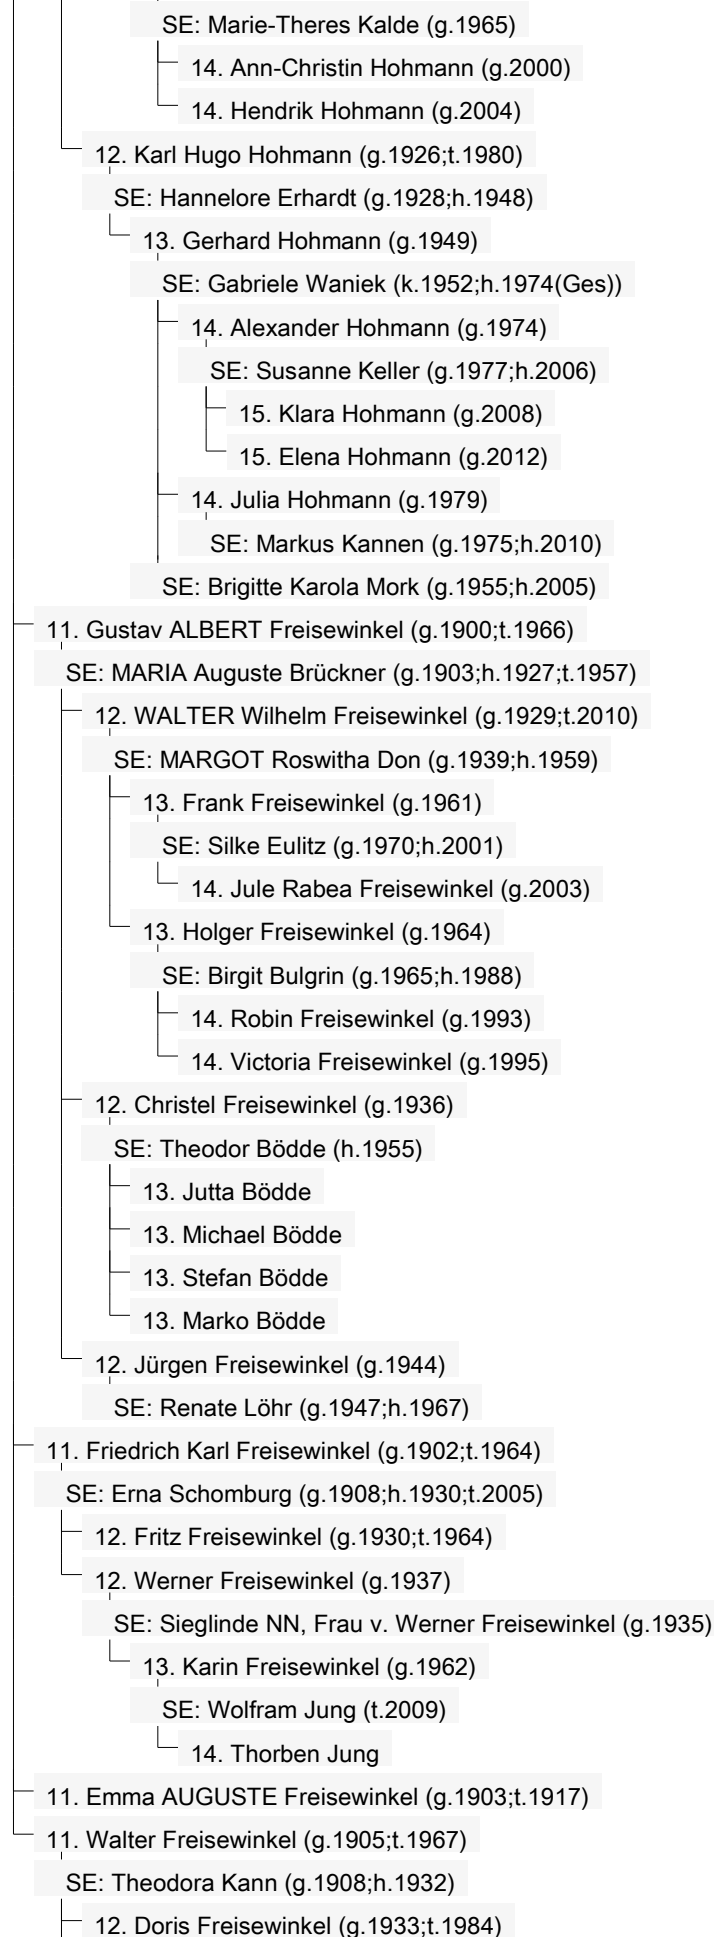 SE: Marie-Theres Kalde (g.1965)
14. Ann-Christin Hohmann (g.2000)
14. Hendrik Hohmann (g.2004)
12. Karl Hugo Hohmann (g.1926;t.1980)
SE: Hannelore Erhardt (g.1928;h.1948)
13. Gerhard Hohmann (g.1949)
SE: Gabriele Waniek (k.1952;h.1974(Ges))
14. Alexander Hohmann (g.1974)
SE: Susanne Keller (g.1977;h.2006)
15. Klara Hohmann (g.2008)
15. Elena Hohmann (g.2012)
14. Julia Hohmann (g.1979)
SE: Markus Kannen (g.1975;h.2010)
SE: Brigitte Karola Mork (g.1955;h.2005)
11. Gustav ALBERT Freisewinkel (g.1900;t.1966)
SE: MARIA Auguste Brückner (g.1903;h.1927;t.1957)
12. WALTER Wilhelm Freisewinkel (g.1929;t.2010)
SE: MARGOT Roswitha Don (g.1939;h.1959)
13. Frank Freisewinkel (g.1961)
SE: Silke Eulitz (g.1970;h.2001)
14. Jule Rabea Freisewinkel (g.2003)
13. Holger Freisewinkel (g.1964)
SE: Birgit Bulgrin (g.1965;h.1988)
14. Robin Freisewinkel (g.1993)
14. Victoria Freisewinkel (g.1995)
12. Christel Freisewinkel (g.1936)
SE: Theodor Bödde (h.1955)
13. Jutta Bödde
13. Michael Bödde
13. Stefan Bödde
13. Marko Bödde
12. Jürgen Freisewinkel (g.1944)
SE: Renate Löhr (g.1947;h.1967)
11. Friedrich Karl Freisewinkel (g.1902;t.1964)
SE: Erna Schomburg (g.1908;h.1930;t.2005)
12. Fritz Freisewinkel (g.1930;t.1964)
12. Werner Freisewinkel (g.1937)
SE: Sieglinde NN, Frau v. Werner Freisewinkel (g.1935)
13. Karin Freisewinkel (g.1962)
SE: Wolfram Jung (t.2009)
14. Thorben Jung
11. Emma AUGUSTE Freisewinkel (g.1903;t.1917)
11. Walter Freisewinkel (g.1905;t.1967)
SE: Theodora Kann (g.1908;h.1932)
12. Doris Freisewinkel (g.1933;t.1984)